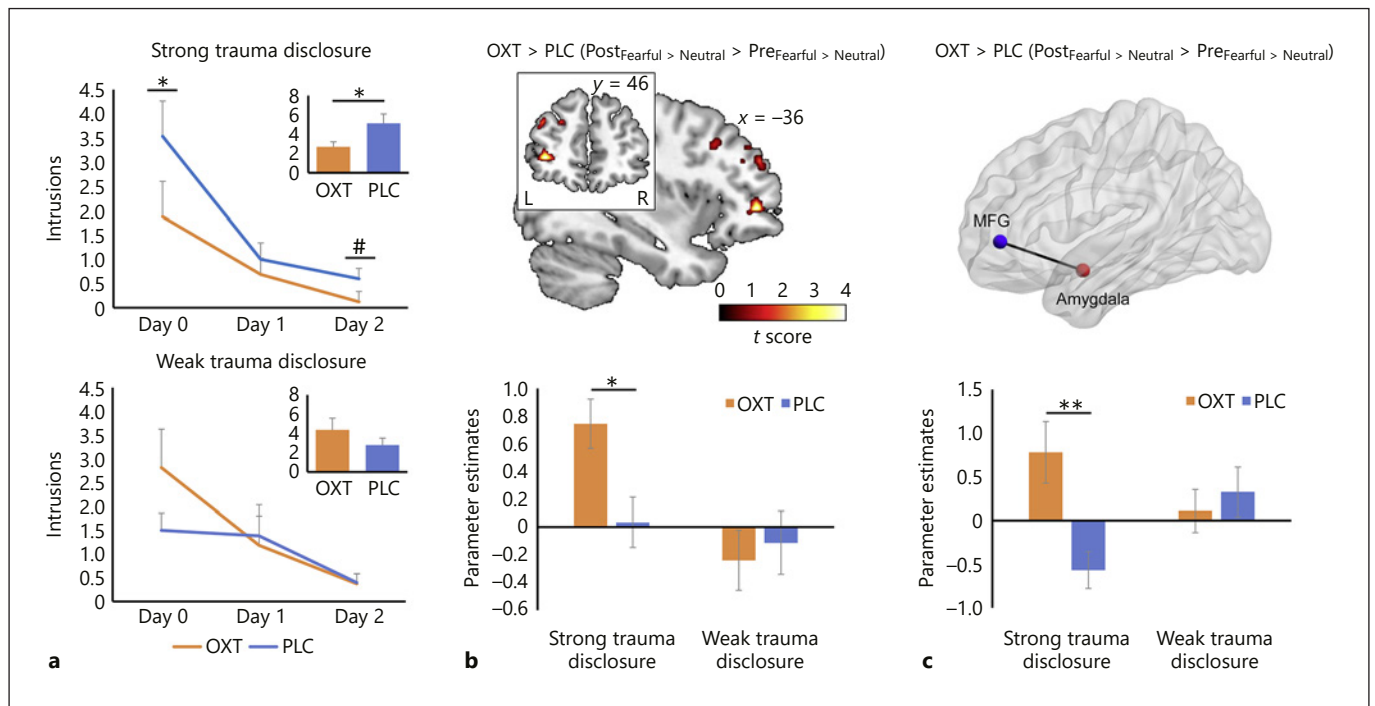 Strong trauma disclosure
4.5
4.0
3.5
3.0
2.5
2.0
1.5
1.0
0.5
0
Intrusions
*
#
Day 0 Day 1 Day 2
8
6
4
2
0
*
OXT PLC
Weak trauma disclosure
4.5
4.0
3.5
3.0
2.5
2.0
1.5
1.0
0.5
0
Intrusions
Day 0 Day 1 Day 2
8
6
4
2
0
OXT PLC
OXT PLC
a
OXT > PLC (PostFearful > Neutral > PreFearful > Neutral)
y = 46
L R
x = –36
0 1 2 3 4
t score
1.0
0.8
0.6
0.4
0.2
0
–0.2
–0.4
–0.6
Parameter estimates
*
OXT PLC
Strong trauma Weak trauma
disclosure disclosure
b
OXT > PLC (PostFearful > Neutral > PreFearful > Neutral)
MFG
Amygdala
1.5
1.0
0.5
0
–0.5
–1.0
Parameter estimates
**
OXT PLC
Strong trauma Weak trauma
disclosure disclosure
c